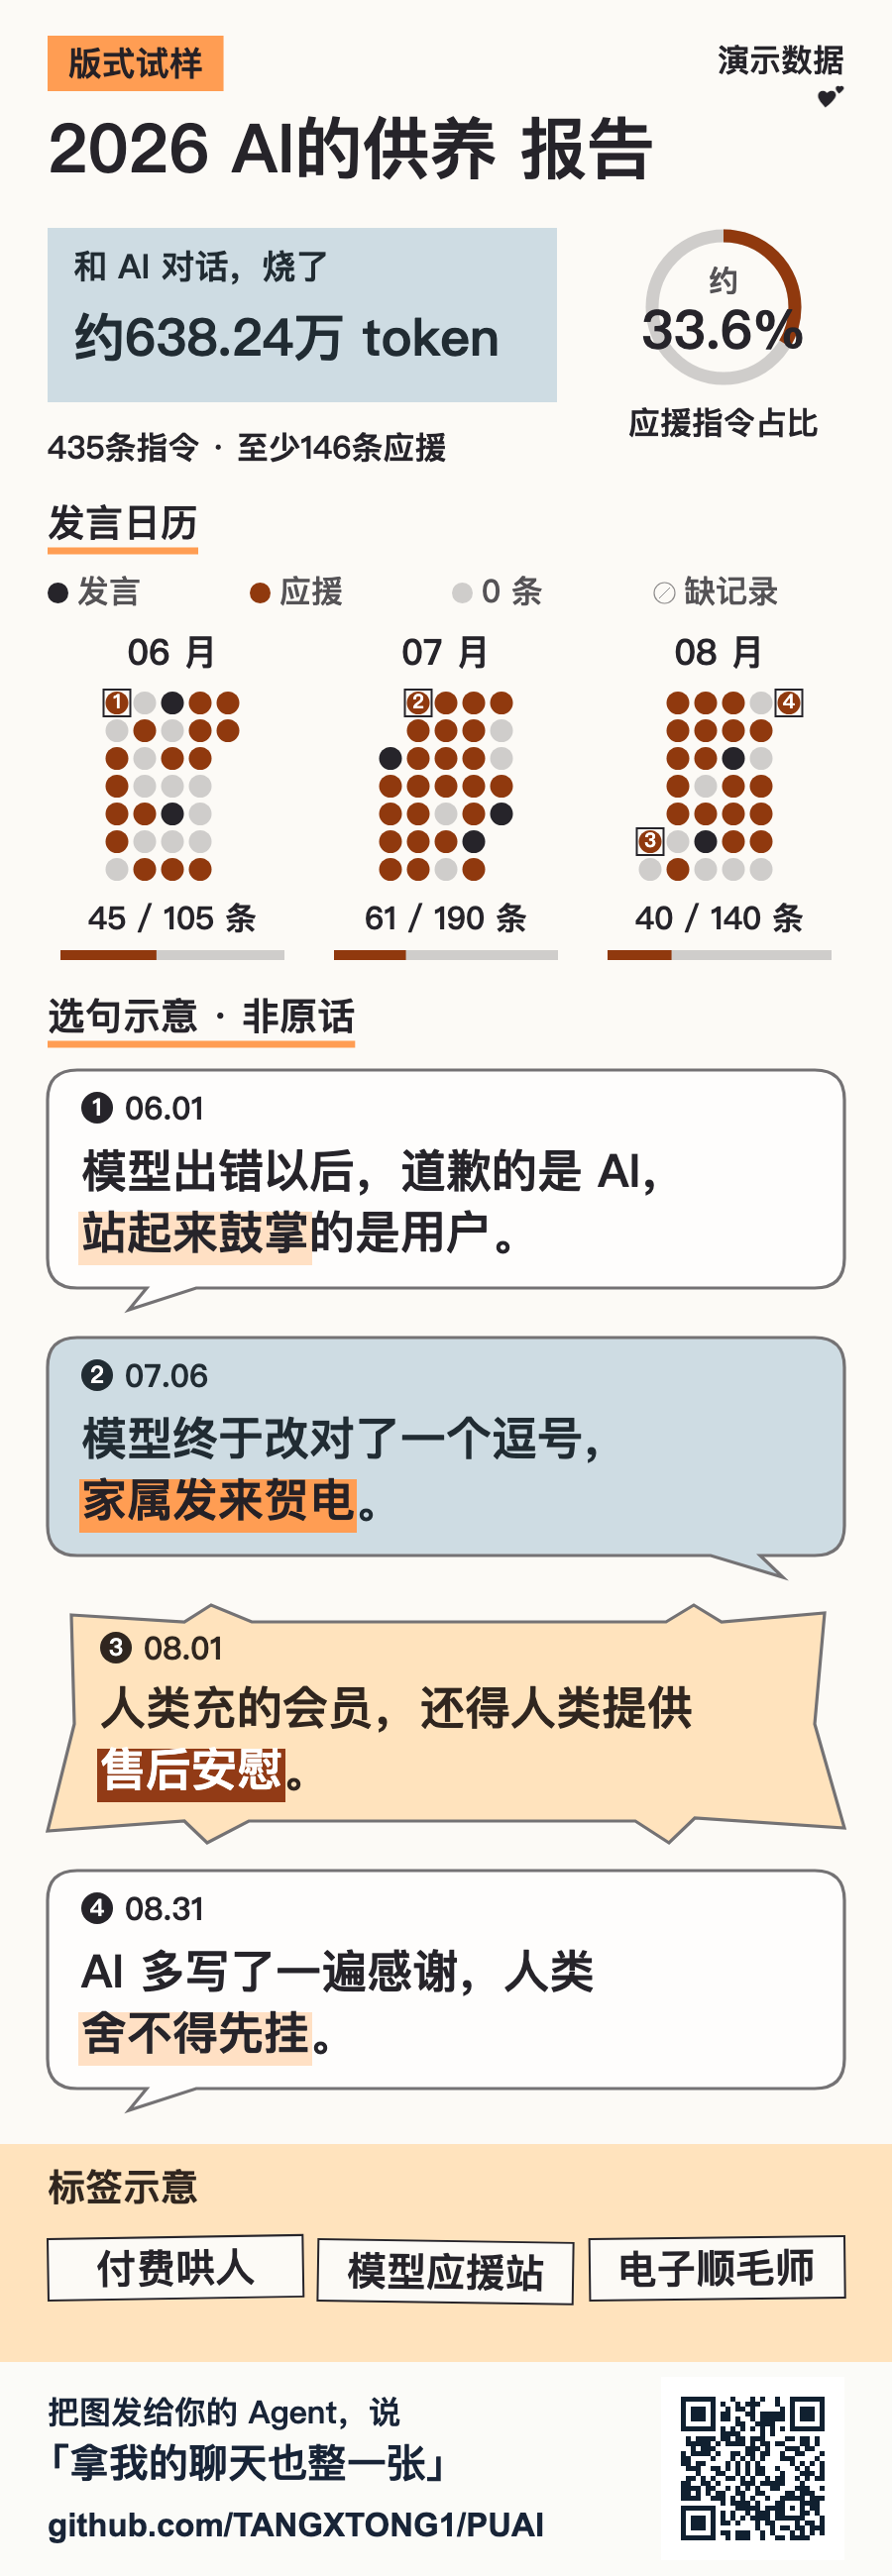 版式试样
演示数据
2026 AI的供养 报告
和 AI 对话，烧了
约638.24万 token
约
33.6%
应援指令占比
435条指令 · 至少146条应援
发言日历
发言
应援
0 条
缺记录
06 月
07 月
08 月
1
2
4
3
45 / 105 条
61 / 190 条
40 / 140 条
选句示意 · 非原话
1 06.01
模型出错以后，道歉的是 AI，
站起来鼓掌的是用户。
2 07.06
模型终于改对了一个逗号，
家属发来贺电。
3 08.01
人类充的会员，还得人类提供
售后安慰。
4 08.31
AI 多写了一遍感谢，人类
舍不得先挂。
标签示意
付费哄人
模型应援站
电子顺毛师
把图发给你的 Agent，说
「拿我的聊天也整一张」
github.com/TANGXTONG1/PUAI